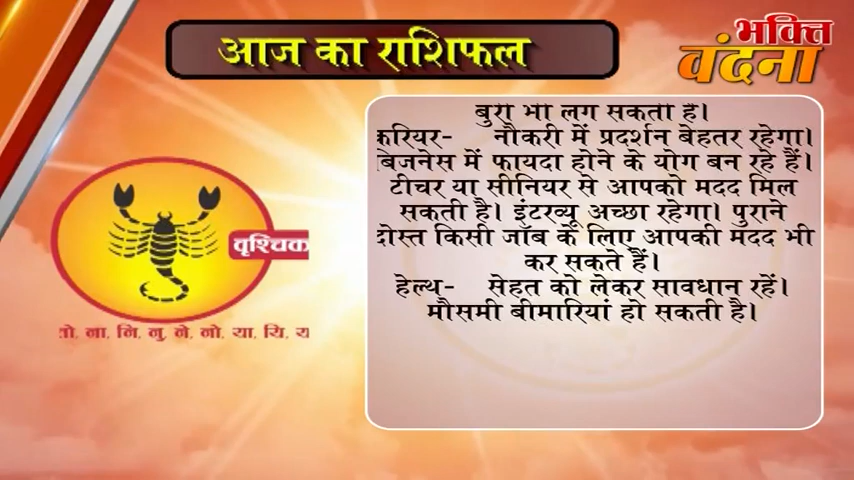 आज का राशिफल
भक्ति
वंदना
बुरा भी लग सकता है।
करियर- नौकरी में प्रदर्शन बेहतर रहेगा।
बिजनेस में फायदा होने के योग बन रहे हैं।
टीचर या सीनियर से आपको मदद मिल
सकती है। इंटरव्यू अच्छा रहेगा। पुराने
दोस्त किसी जॉब के लिए आपकी मदद भी
कर सकते हैं।
हेल्थ- सेहत को लेकर सावधान रहें।
मौसमी बीमारियां हो सकती है।
वृश्चिक
ना, नि, नु, ने, नो, या, यि,